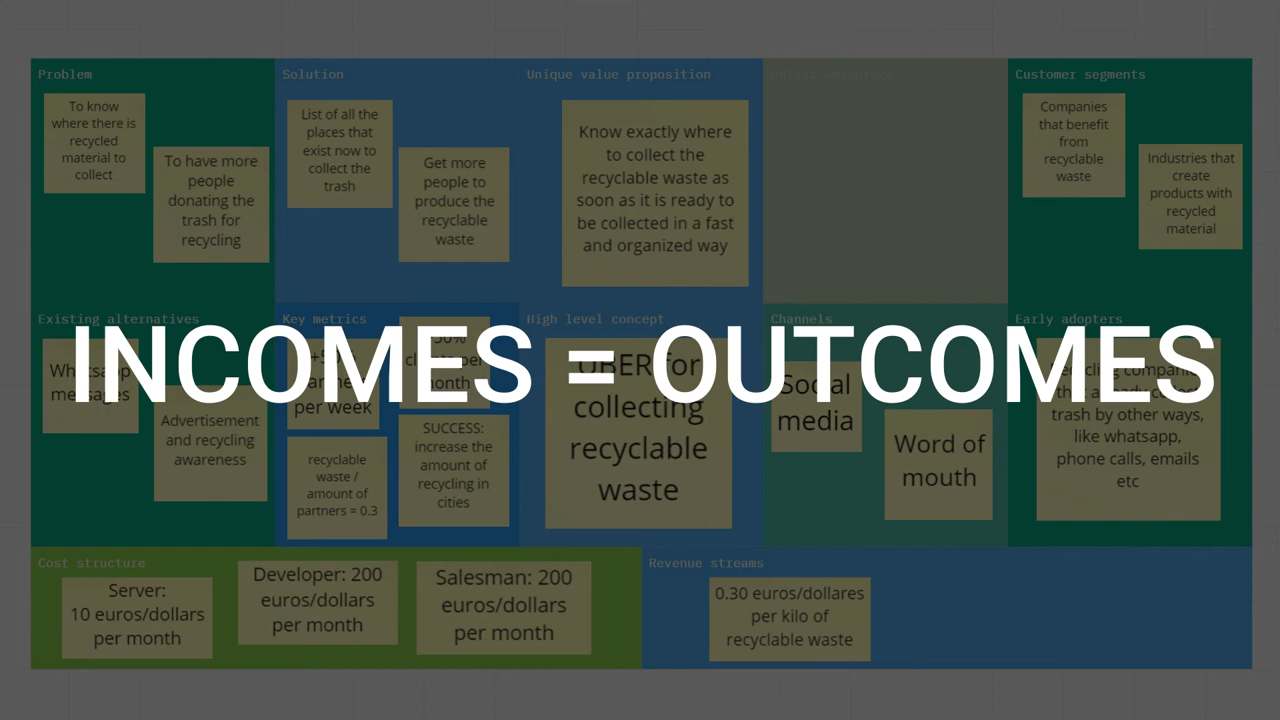 Problem
To know
where there is
recycled
material to
collect
To have more
people
donating the
trash for
recycling
Solution
List of all the
places that
exist now to
collect the
trash
Get more
people to
produce the
recyclable
waste
Unique value proposition
Know exactly where
to collect the
recyclable waste as
soon as it is ready to
be collected in a fast
and organized way
Customer segments
Companies
that benefit
from
recyclable
waste
Industries that
create
products with
recycled
material
INCOMES = OUTCOMES
Existing alternatives
Whatsapp
messages
Advertisement
and recycling
awareness
Key metrics
per week
month
recyclable
waste /
amount of
partners = 0.3
SUCCESS:
increase the
amount of
recycling in
cities
High level concept
UBER for
collecting
recyclable
waste
Channels
Social
media
Word of
mouth
Early adopters
trash by other ways,
like whatsapp,
phone calls, emails
etc
Cost structure
Server:
10 euros/dollars
per month
Developer: 200
euros/dollars
per month
Salesman: 200
euros/dollars
per month
Revenue streams
0.30 euros/dollares
per kilo of
recyclable waste